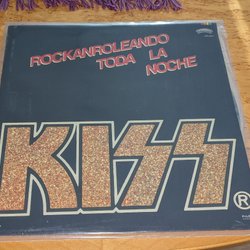 ROCKANROLEANDO
TODA LA
NOCHE
KISS
®